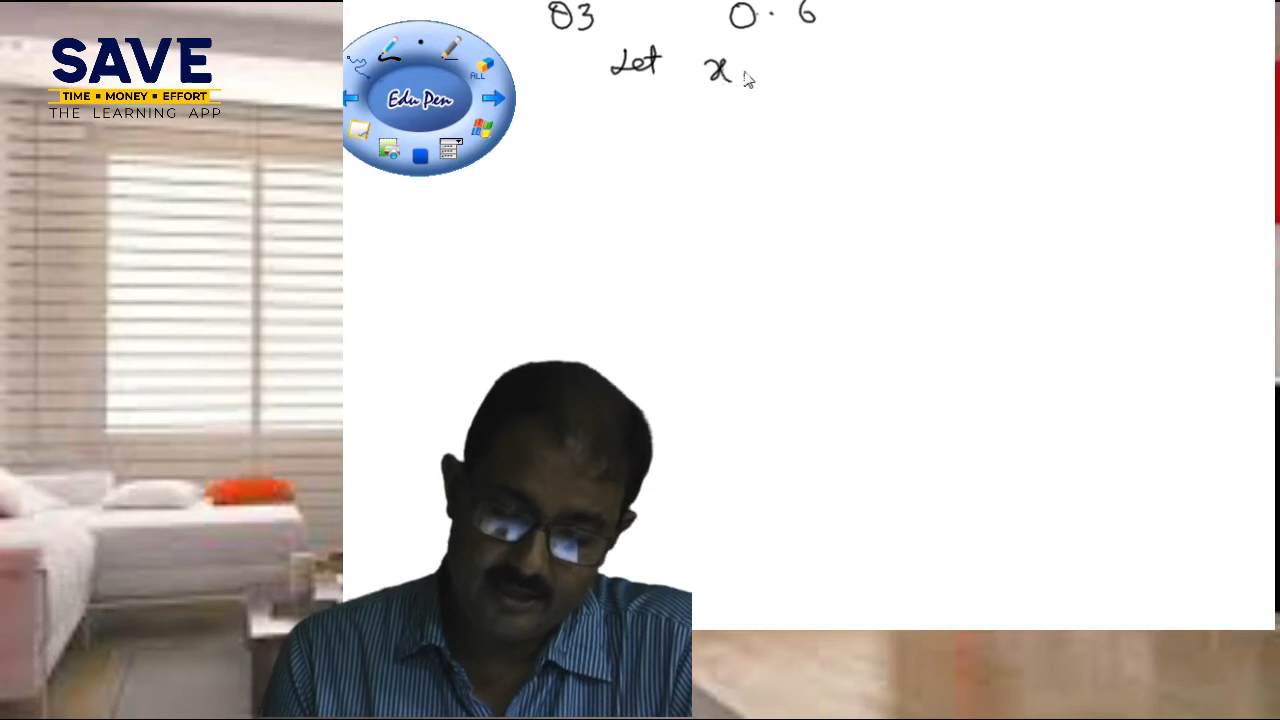 SAVE
TIME ▪ MONEY ▪ EFFORT
THE LEARNING APP
Q3 0.6
Let x
Edu Pen
ALL